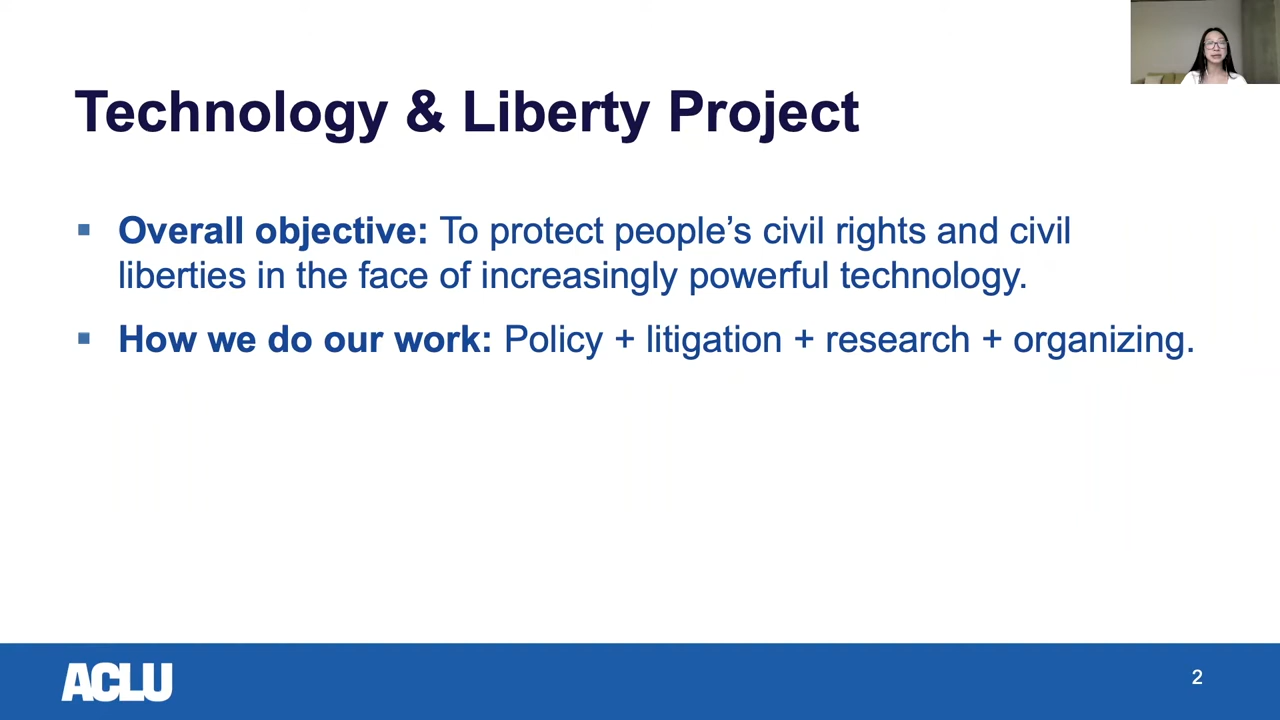 Technology & Liberty Project
▪ Overall objective: To protect people’s civil rights and civil
liberties in the face of increasingly powerful technology.
▪ How we do our work: Policy + litigation + research + organizing.
ACLU
2